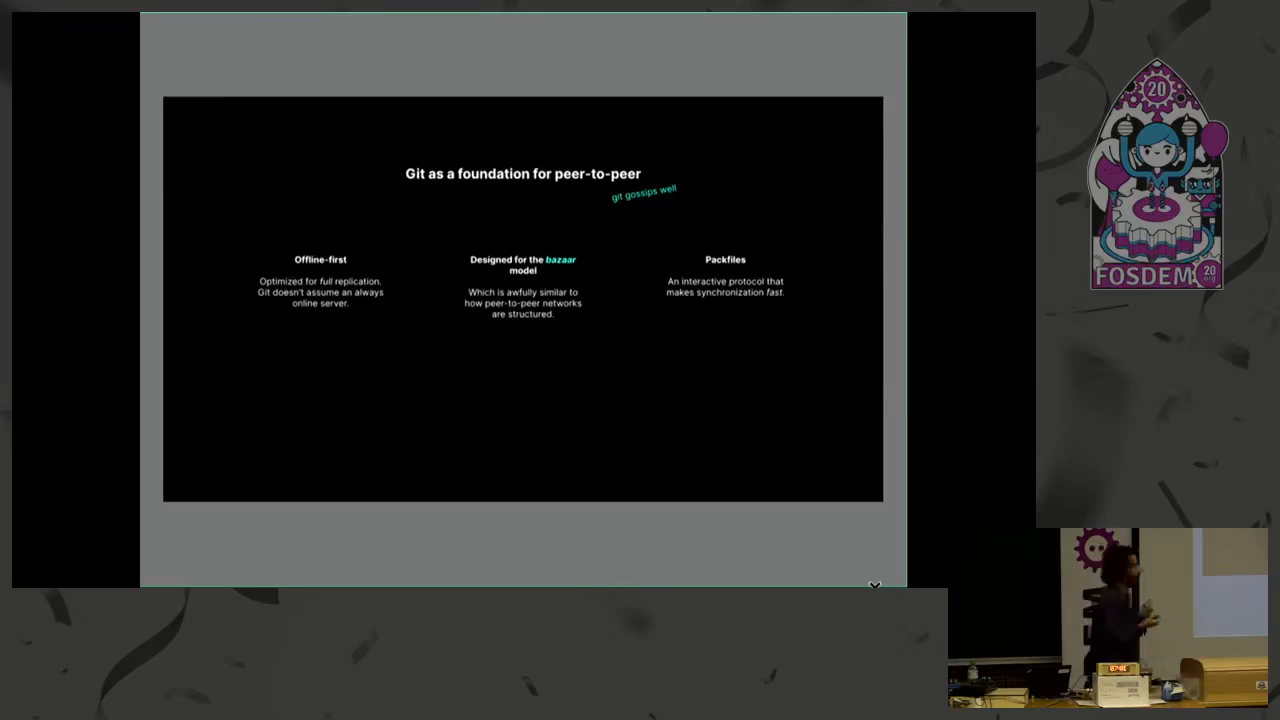 Git as a foundation for peer-to-peer
git gossips well
Offline-first
Optimized for full replication.
Git doesn't assume an always
online server.
Designed for the bazaar
model
Which is awfully similar to
how peer-to-peer networks
are structured.
Packfiles
An interactive protocol that
makes synchronization fast.
20
FOSDEM
20
.org